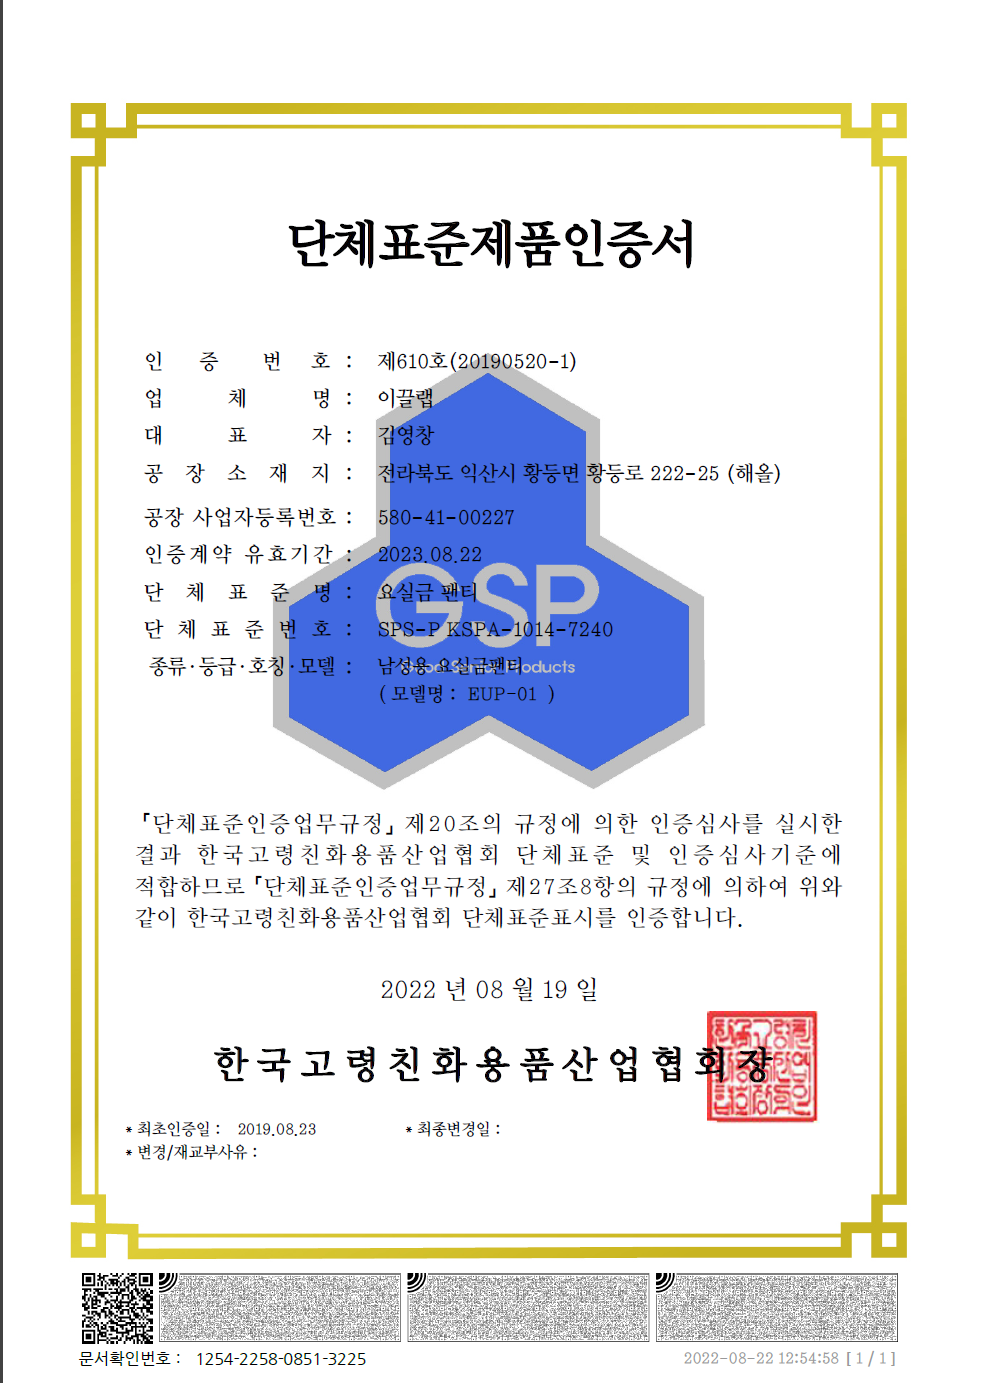 단체표준제품인증서
인 증 번 호 : 제610호(20190520-1)
업 체 명 : 이끌랩
대 표 자 : 김영창
공 장 소 재 지 : 전라북도 익산시 황등면 황등로 222-25 (해올)
공장 사업자등록번호 : 580-41-00227
인증계약 유효기간 : 2023.08.22
단 체 표 준 명 : 요실금 팬티
단 체 표 준 번 호 : SPS-P KSPA-1014-7240
종류·등급·호칭·모델 : 남성용 요실금팬티
( 모델명 : EUP-01 )
GSP
Good Senior Products
「단체표준인증업무규정」 제20조의 규정에 의한 인증심사를 실시한
결과 한국고령친화용품산업협회 단체표준 및 인증심사기준에
적합하므로 「단체표준인증업무규정」 제27조8항의 규정에 의하여 위와
같이 한국고령친화용품산업협회 단체표준표시를 인증합니다.
2022 년 08 월 19 일
한국고령친화용품산업협회장
* 최초인증일 : 2019.08.23 * 최종변경일 :
* 변경/재교부사유 :
문서확인번호 : 1254-2258-0851-3225
2022-08-22 12:54:58 [ 1 / 1 ]